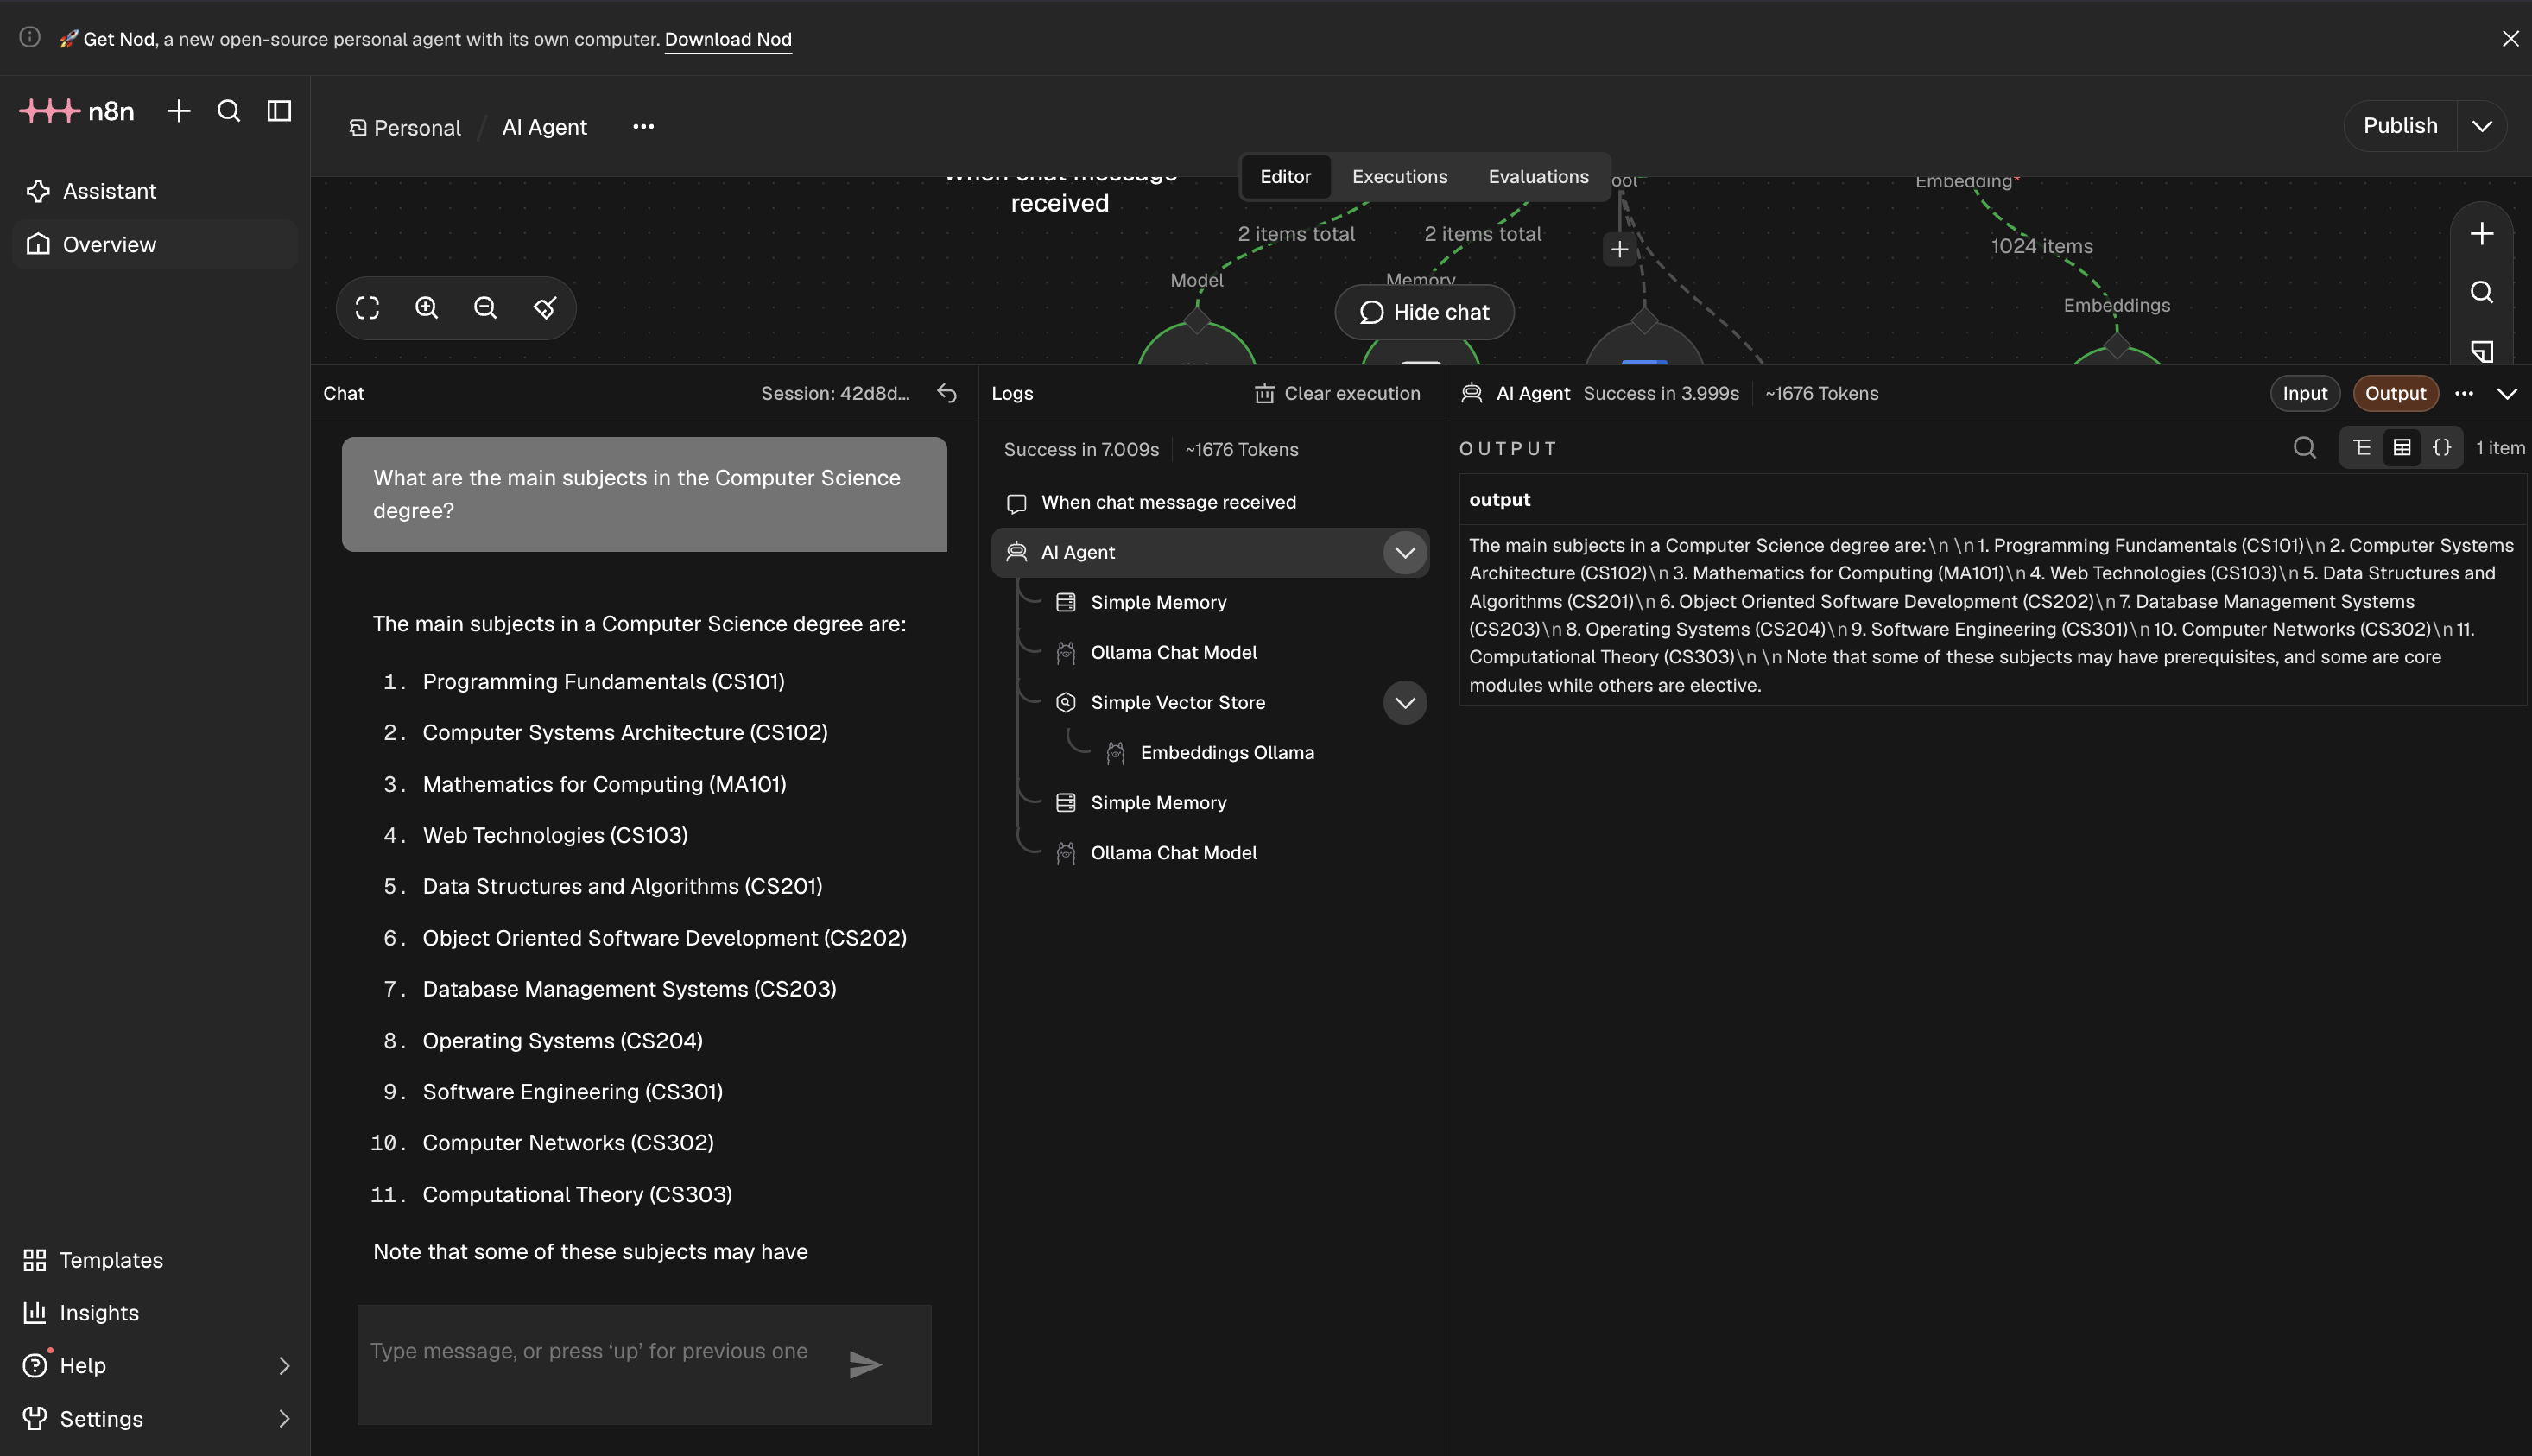 🚀 Get Nod, a new open-source personal agent with its own computer. Download Nod
n8n
Assistant
Overview
Templates
Insights
Help
Settings
Personal / AI Agent
Publish
Editor Executions Evaluations
When chat message
received
2 items total
2 items total
Model
Memory
Embedding*
1024 items
Embeddings
Hide chat
Chat
Session: 42d8d...
What are the main subjects in the Computer Science
degree?
The main subjects in a Computer Science degree are:
1. Programming Fundamentals (CS101)
2. Computer Systems Architecture (CS102)
3. Mathematics for Computing (MA101)
4. Web Technologies (CS103)
5. Data Structures and Algorithms (CS201)
6. Object Oriented Software Development (CS202)
7. Database Management Systems (CS203)
8. Operating Systems (CS204)
9. Software Engineering (CS301)
10. Computer Networks (CS302)
11. Computational Theory (CS303)
Note that some of these subjects may have
Type message, or press ‘up’ for previous one
Logs
Clear execution
Success in 7.009s ~1676 Tokens
When chat message received
AI Agent
Simple Memory
Ollama Chat Model
Simple Vector Store
Embeddings Ollama
Simple Memory
Ollama Chat Model
AI Agent Success in 3.999s ~1676 Tokens
Input Output
OUTPUT
1 item
output
The main subjects in a Computer Science degree are:\n \n 1. Programming Fundamentals (CS101)\n 2. Computer Systems
Architecture (CS102)\n 3. Mathematics for Computing (MA101)\n 4. Web Technologies (CS103)\n 5. Data Structures and
Algorithms (CS201)\n 6. Object Oriented Software Development (CS202)\n 7. Database Management Systems
(CS203)\n 8. Operating Systems (CS204)\n 9. Software Engineering (CS301)\n 10. Computer Networks (CS302)\n 11.
Computational Theory (CS303)\n \n Note that some of these subjects may have prerequisites, and some are core
modules while others are elective.